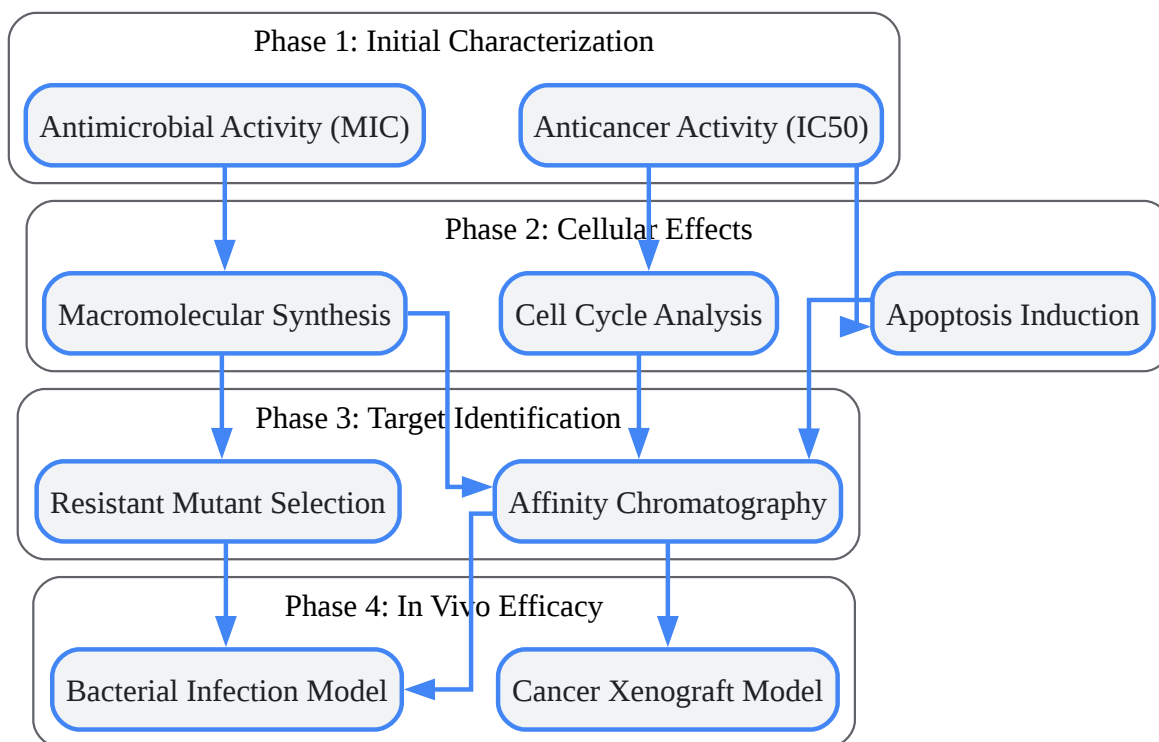 Phase 1: Initial Characterization
Antimicrobial Activity (MIC)
Anticancer Activity (IC50)
Phase 2: Cellular Effects
Macromolecular Synthesis
Cell Cycle Analysis
Apoptosis Induction
Phase 3: Target Identification
Resistant Mutant Selection
Affinity Chromatography
Phase 4: In Vivo Efficacy
Bacterial Infection Model
Cancer Xenograft Model